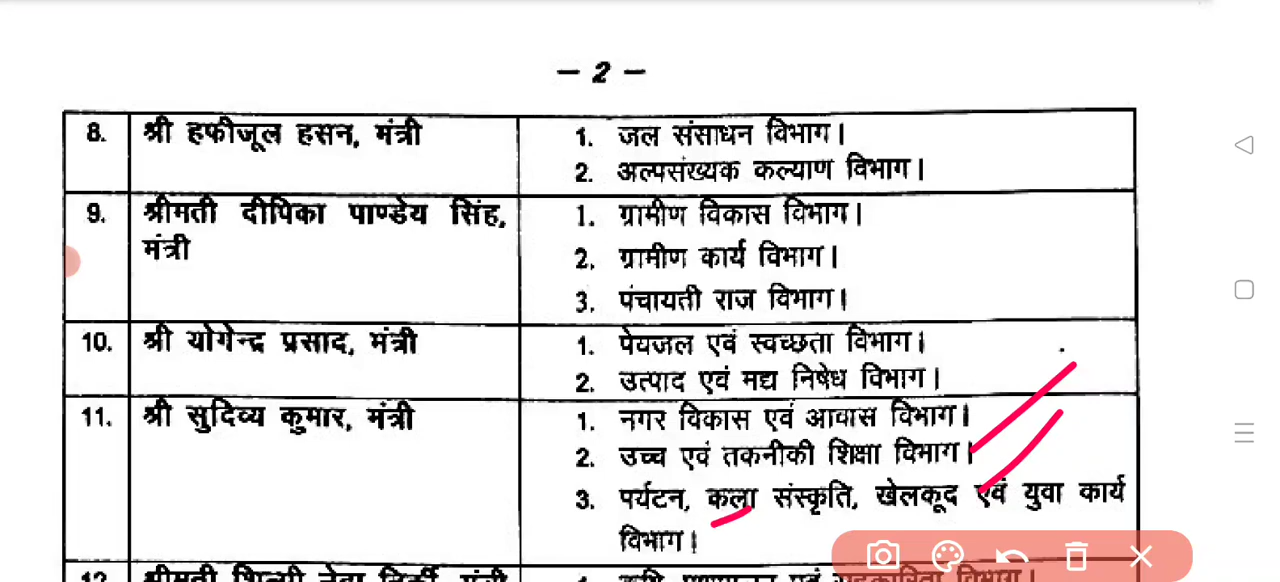 – 2 –
8. श्री हफीजूल हसन, मंत्री 1. जल संसाधन विभाग।
2. अल्पसंख्यक कल्याण विभाग।
9. श्रीमती दीपिका पाण्डेय सिंह, 1. ग्रामीण विकास विभाग।
मंत्री 2. ग्रामीण कार्य विभाग।
3. पंचायती राज विभाग।
10. श्री योगेन्द्र प्रसाद, मंत्री 1. पेयजल एवं स्वच्छता विभाग।
2. उत्पाद एवं मद्य निषेध विभाग।
11. श्री सुदिव्य कुमार, मंत्री 1. नगर विकास एवं आवास विभाग।
2. उच्च एवं तकनीकी शिक्षा विभाग।
3. पर्यटन, कला संस्कृति, खेलकूद एवं युवा कार्य
विभाग।